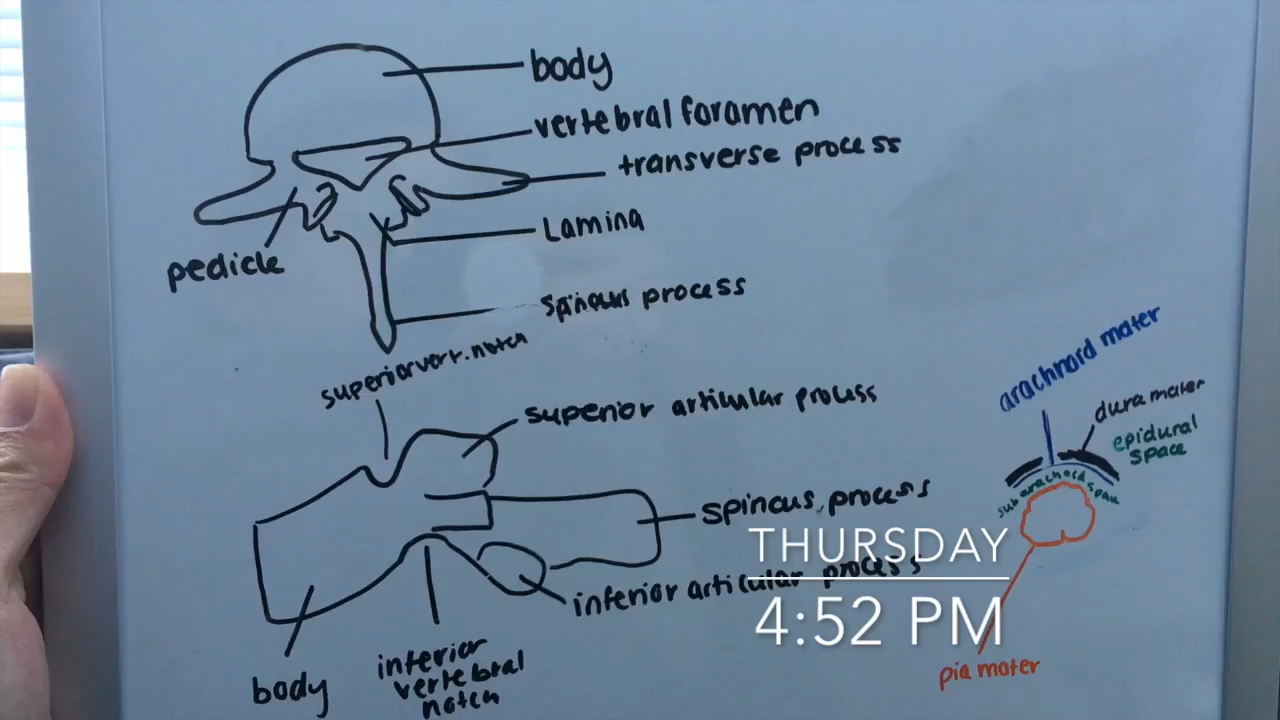 body
vertebral foramen
transverse process
Lamina
pedicle
spinous process
superior vert. notch
superior articular process
spinous process
inferior articular process
body
inferior
vertebral
notch
arachnoid mater
dura mater
epidural
space
subarachoid space
pia mater
THURSDAY
4:52 PM